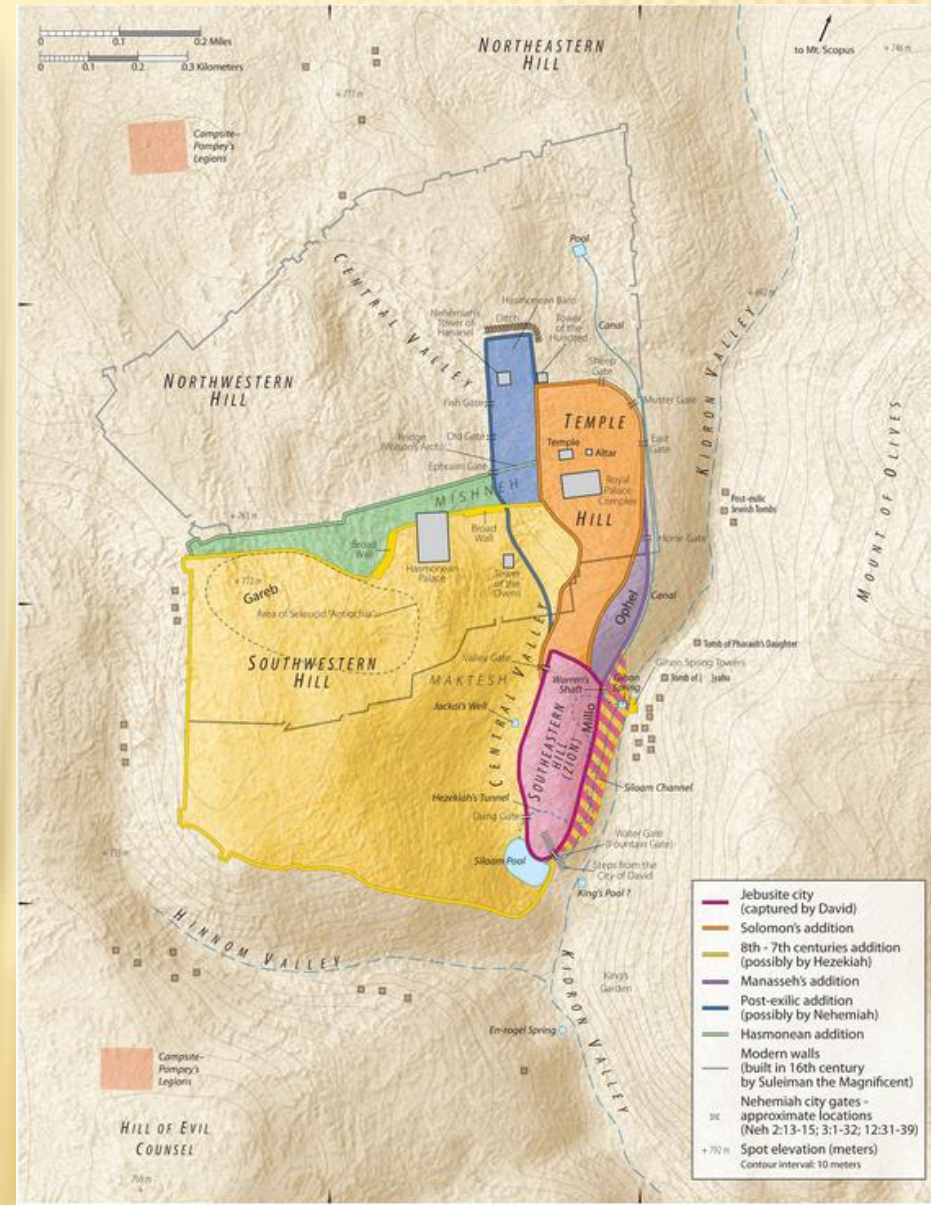 0 0.1 0.2 Miles
0 0.1 0.2 0.3 Kilometers
NORTHEASTERN
HILL
to Mt. Scopus
+ 777 m
Campsite–
Pompey's
Legions
Pool
CENTRAL VALLEY
Hasmonean Baris
Nehemiah's
Tower of
Hananel
Ditch
Tower
of the
Hundred
Canal
KIDRON VALLEY
NORTHWESTERN
HILL
Sheep
Gate
Fish Gate
Muster Gate
TEMPLE
Bridge
(Wilson's Arch)
Old Gate
Temple
Altar
East
Gate
Ephraim Gate
MISHNEH
Royal
Palace
Complex
HILL
MOUNT OF OLIVES
Post-exilic
Jewish Tombs
Broad
Wall
Broad
Wall
Horse Gate
Hasmonean
Palace
Tower
of the
Ovens
Gareb
Area of Seleucid "Antiochia"
Ophel
Canal
SOUTHWESTERN
HILL
Valley Gate
MAKTESH
CENTRAL VALLEY
Tomb of Pharaoh's Daughter
Gihon Spring Towers
Warren's
Shaft
Gihon
Spring
Jackal's Well
SOUTHEASTERN
HILL
(ZION)
Millo
Hezekiah's Tunnel
Siloam Channel
Dung Gate
Water Gate
(Fountain Gate)
Siloam Pool
Steps from the
City of David
King's Pool ?
HINNOM VALLEY
KIDRON VALLEY
King's
Garden
En-rogel Spring
Campsite–
Pompey's
Legions
HILL OF EVIL
COUNSEL
Jebusite city
(captured by David)
Solomon's addition
8th - 7th centuries addition
(possibly by Hezekiah)
Manasseh's addition
Post-exilic addition
(possibly by Nehemiah)
Hasmonean addition
Modern walls
(built in 16th century
by Suleiman the Magnificent)
Nehemiah city gates -
approximate locations
(Neh 2:13-15; 3:1-32; 12:31-39)
+ 792 m Spot elevation (meters)
Contour interval: 10 meters